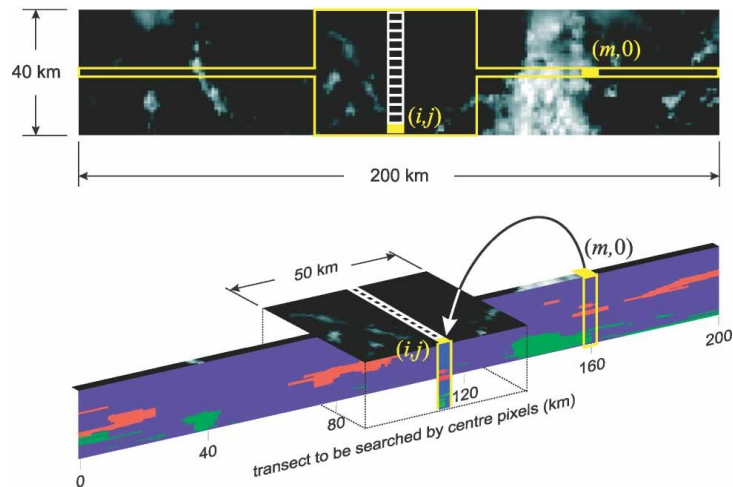 40 km
(m,0)
(i,j)
200 km
50 km
(m,0)
(i,j)
0
40
80
120
160
200
transect to be searched by centre pixels (km)